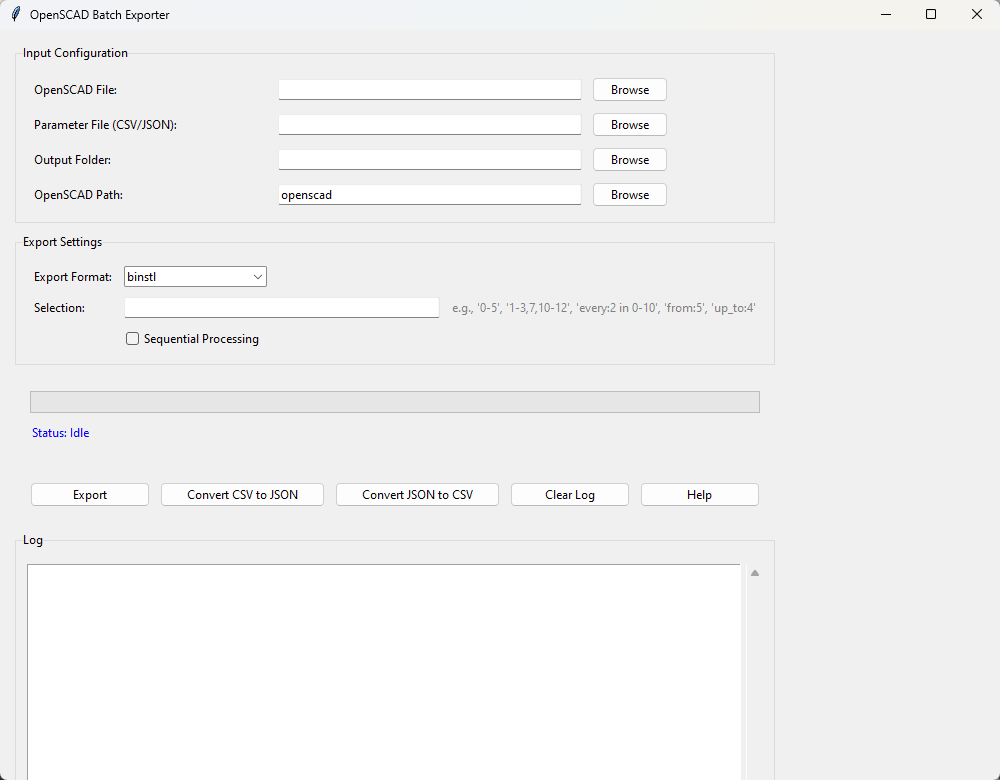 OpenSCAD Batch Exporter
Input Configuration
OpenSCAD File: Browse
Parameter File (CSV/JSON): Browse
Output Folder: Browse
OpenSCAD Path: openscad Browse
Export Settings
Export Format: binstl
Selection: e.g., '0-5', '1-3,7,10-12', 'every:2 in 0-10', 'from:5', 'up_to:4'
Sequential Processing
Status: Idle
Export Convert CSV to JSON Convert JSON to CSV Clear Log Help
Log